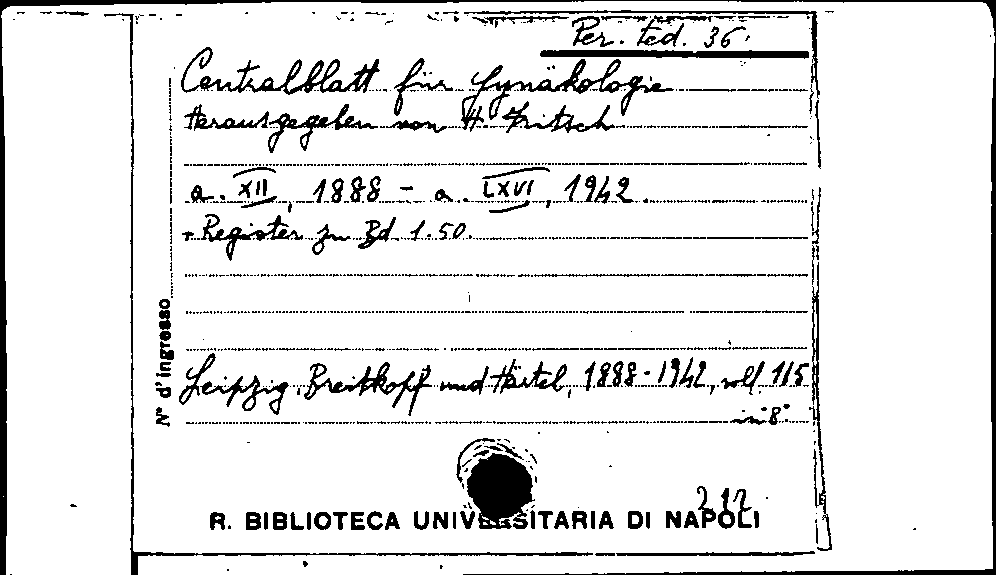 Per. ted. 36.
Centralblatt für Gynäkologie
Herausgegeben von H. Fritsch
a. XII, 1888 - a. LXVI, 1942.
+ Register zu Bd. 1.50.
N° d'ingresso
Leipzig, Breitkopf und Härtel, 1888-1942, voll. 115
in 8°
212
R. BIBLIOTECA UNIVERSITARIA DI NAPOLI